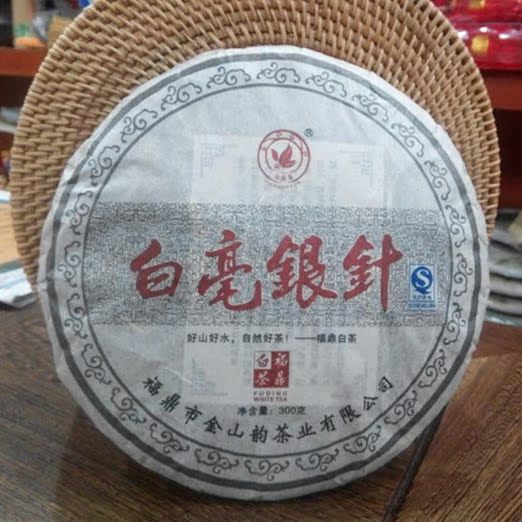 ®
白毫银针
好山好水，自然好茶！——福鼎白茶
福鼎
白茶
FUDING
WHITE TEA
净含量：300克
福鼎市金山韵茶业有限公司